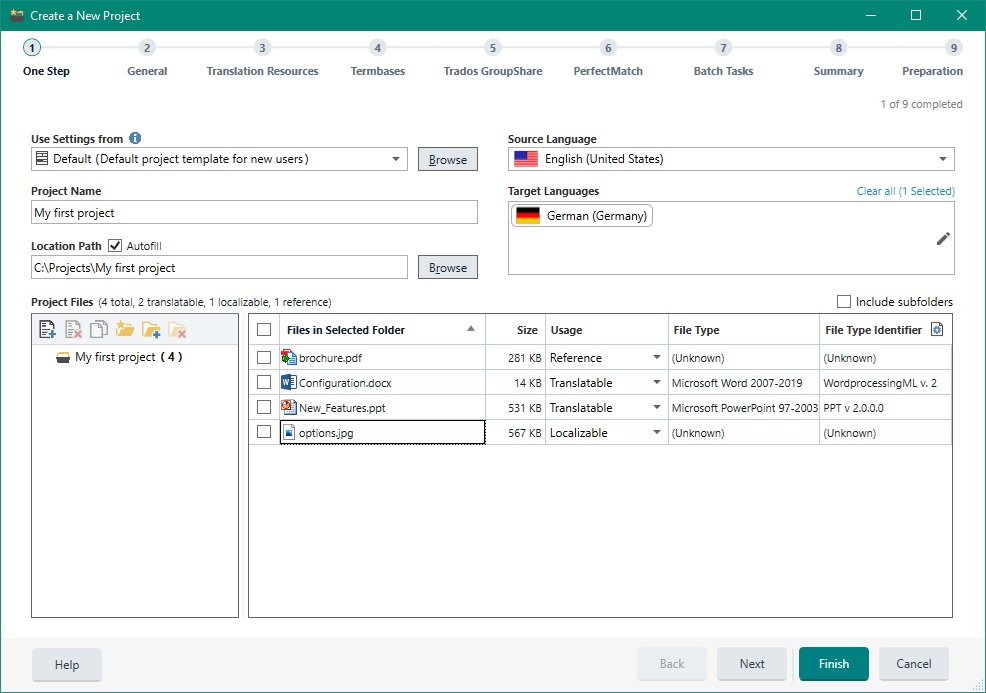 Create a New Project
1 2 3 4 5 6 7 8 9
One Step General Translation Resources Termbases Trados GroupShare PerfectMatch Batch Tasks Summary Preparation
1 of 9 completed
Use Settings from
Default (Default project template for new users)
Browse
Source Language
English (United States)
Project Name
My first project
Target Languages
Clear all (1 Selected)
German (Germany)
Location Path Autofill
C:\Projects\My first project
Browse
Project Files (4 total, 2 translatable, 1 localizable, 1 reference)
Include subfolders
My first project ( 4 )
Files in Selected Folder Size Usage File Type File Type Identifier
brochure.pdf 281 KB Reference (Unknown) (Unknown)
Configuration.docx 14 KB Translatable Microsoft Word 2007-2019 WordprocessingML v. 2
New_Features.ppt 531 KB Translatable Microsoft PowerPoint 97-2003 PPT v 2.0.0.0
options.jpg 567 KB Localizable (Unknown) (Unknown)
Help Back Next Finish Cancel